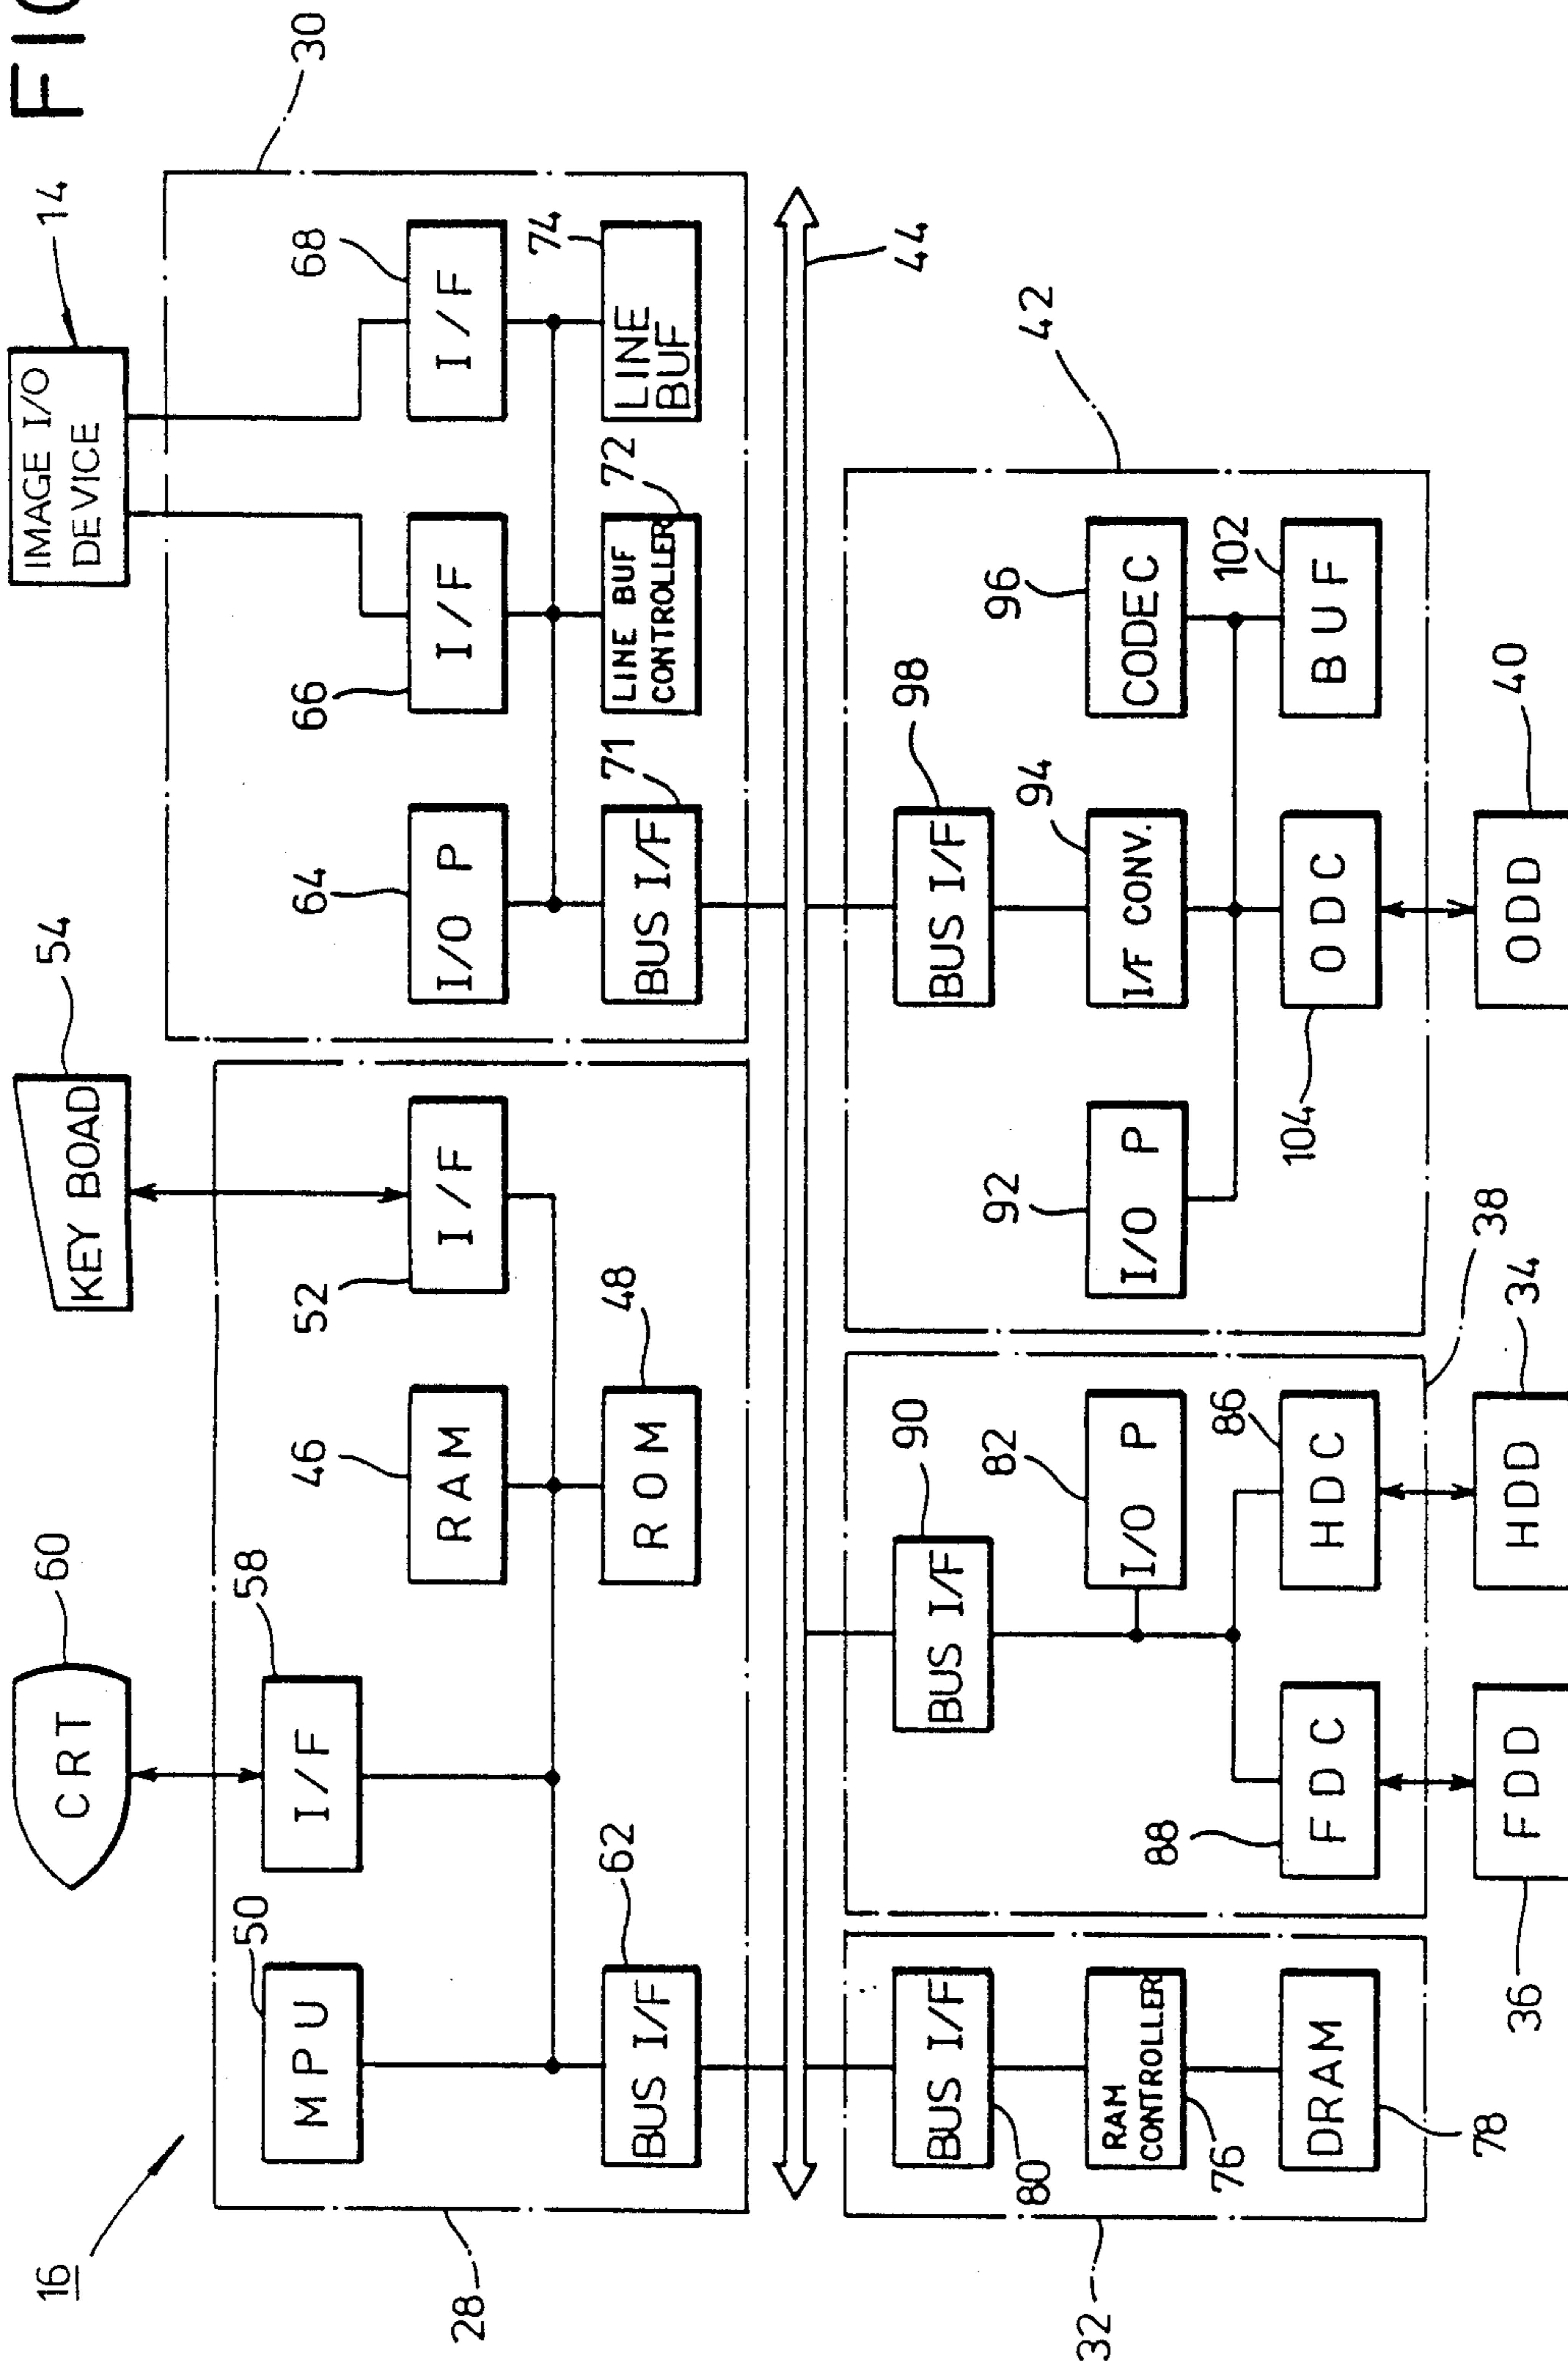 FIG
16
CRT
60
KEY BOAD
54
IMAGE I/O
DEVICE
14
30
28
MPU
50
I/F
58
RAM
46
I/F
52
ROM
48
BUS I/F
62
I/O P
64
I/F
66
I/F
68
BUS I/F
71
LINE BUF
CONTROLLER
72
LINE
BUF
74
44
32
BUS I/F
80
RAM
CONTROLLER
76
DRAM
78
38
BUS I/F
90
I/O P
82
FDC
88
HDC
86
FDD
36
HDD
34
42
BUS I/F
98
I/O P
92
I/F CONV.
94
CODEC
96
ODC
104
BUF
102
ODD
40